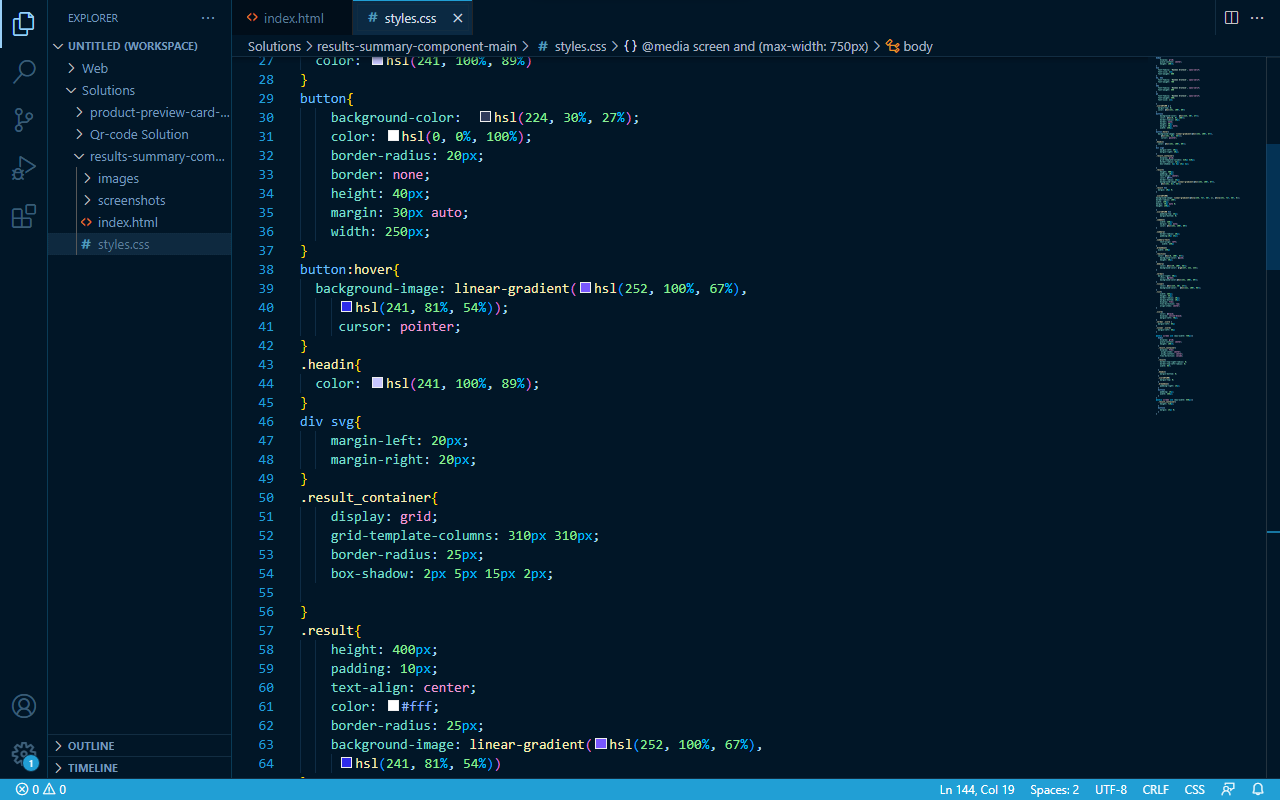 EXPLORER
UNTITLED (WORKSPACE)
Web
Solutions
product-preview-card-...
Qr-code Solution
results-summary-com...
images
screenshots
<> index.html
# styles.css
OUTLINE
TIMELINE
<> index.html
# styles.css
Solutions > results-summary-component-main > # styles.css > {} @media screen and (max-width: 750px) > body
27 color: hsl(241, 100%, 89%)
28 }
29 button{
30 background-color: hsl(224, 30%, 27%);
31 color: hsl(0, 0%, 100%);
32 border-radius: 20px;
33 border: none;
34 height: 40px;
35 margin: 30px auto;
36 width: 250px;
37 }
38 button:hover{
39 background-image: linear-gradient(hsl(252, 100%, 67%),
40 hsl(241, 81%, 54%));
41 cursor: pointer;
42 }
43 .headin{
44 color: hsl(241, 100%, 89%);
45 }
46 div svg{
47 margin-left: 20px;
48 margin-right: 20px;
49 }
50 .result_container{
51 display: grid;
52 grid-template-columns: 310px 310px;
53 border-radius: 25px;
54 box-shadow: 2px 5px 15px 2px;
55
56 }
57 .result{
58 height: 400px;
59 padding: 10px;
60 text-align: center;
61 color: #fff;
62 border-radius: 25px;
63 background-image: linear-gradient(hsl(252, 100%, 67%),
64 hsl(241, 81%, 54%))
1
0 0
Ln 144, Col 19
Spaces: 2
UTF-8
CRLF
CSS